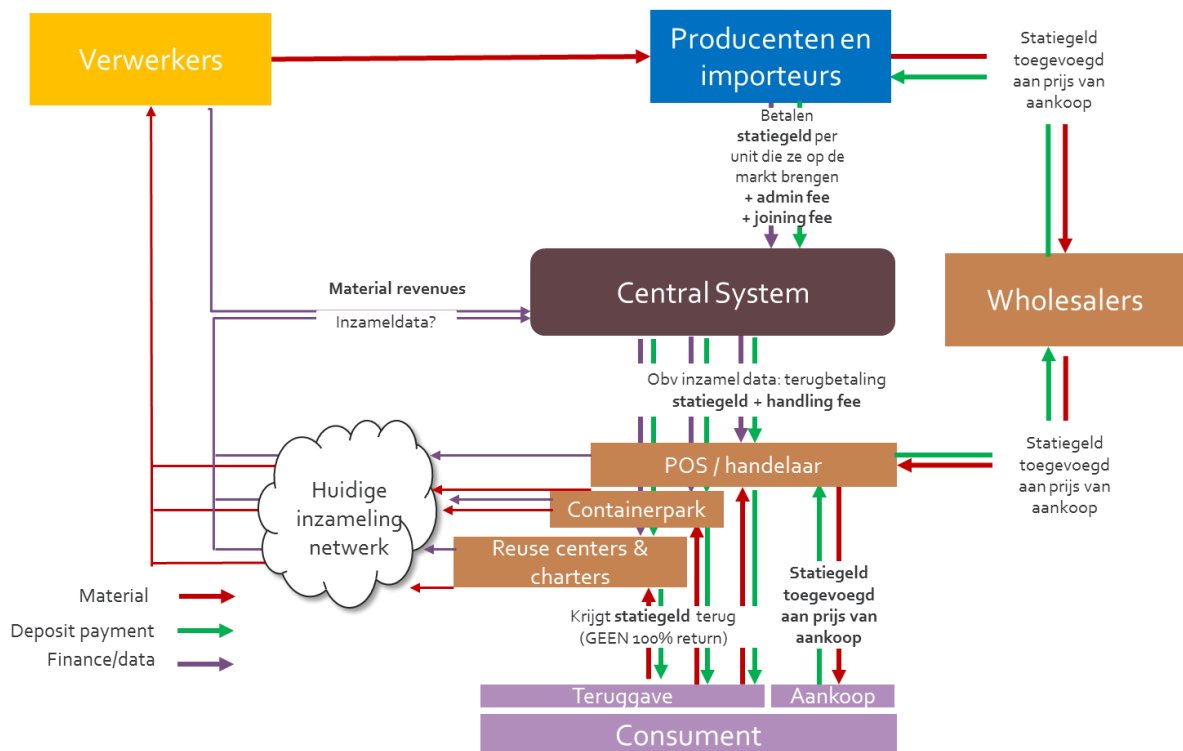 Verwerkers
Producenten en
importeurs
Statiegeld
toegevoegd
aan prijs van
aankoop
Betalen
statiegeld per
unit die ze op de
markt brengen
+ admin fee
+ joining fee
Central System
Wholesalers
Material revenues
Inzameldata?
Obv inzamel data: terugbetaling
statiegeld + handling fee
POS / handelaar
Statiegeld
toegevoegd
aan prijs van
aankoop
Huidige
inzameling
netwerk
Containerpark
Reuse centers &
charters
Material
Deposit payment
Finance/data
Krijgt statiegeld terug
(GEEN 100% return)
Statiegeld
toegevoegd
aan prijs van
aankoop
Teruggave
Aankoop
Consument